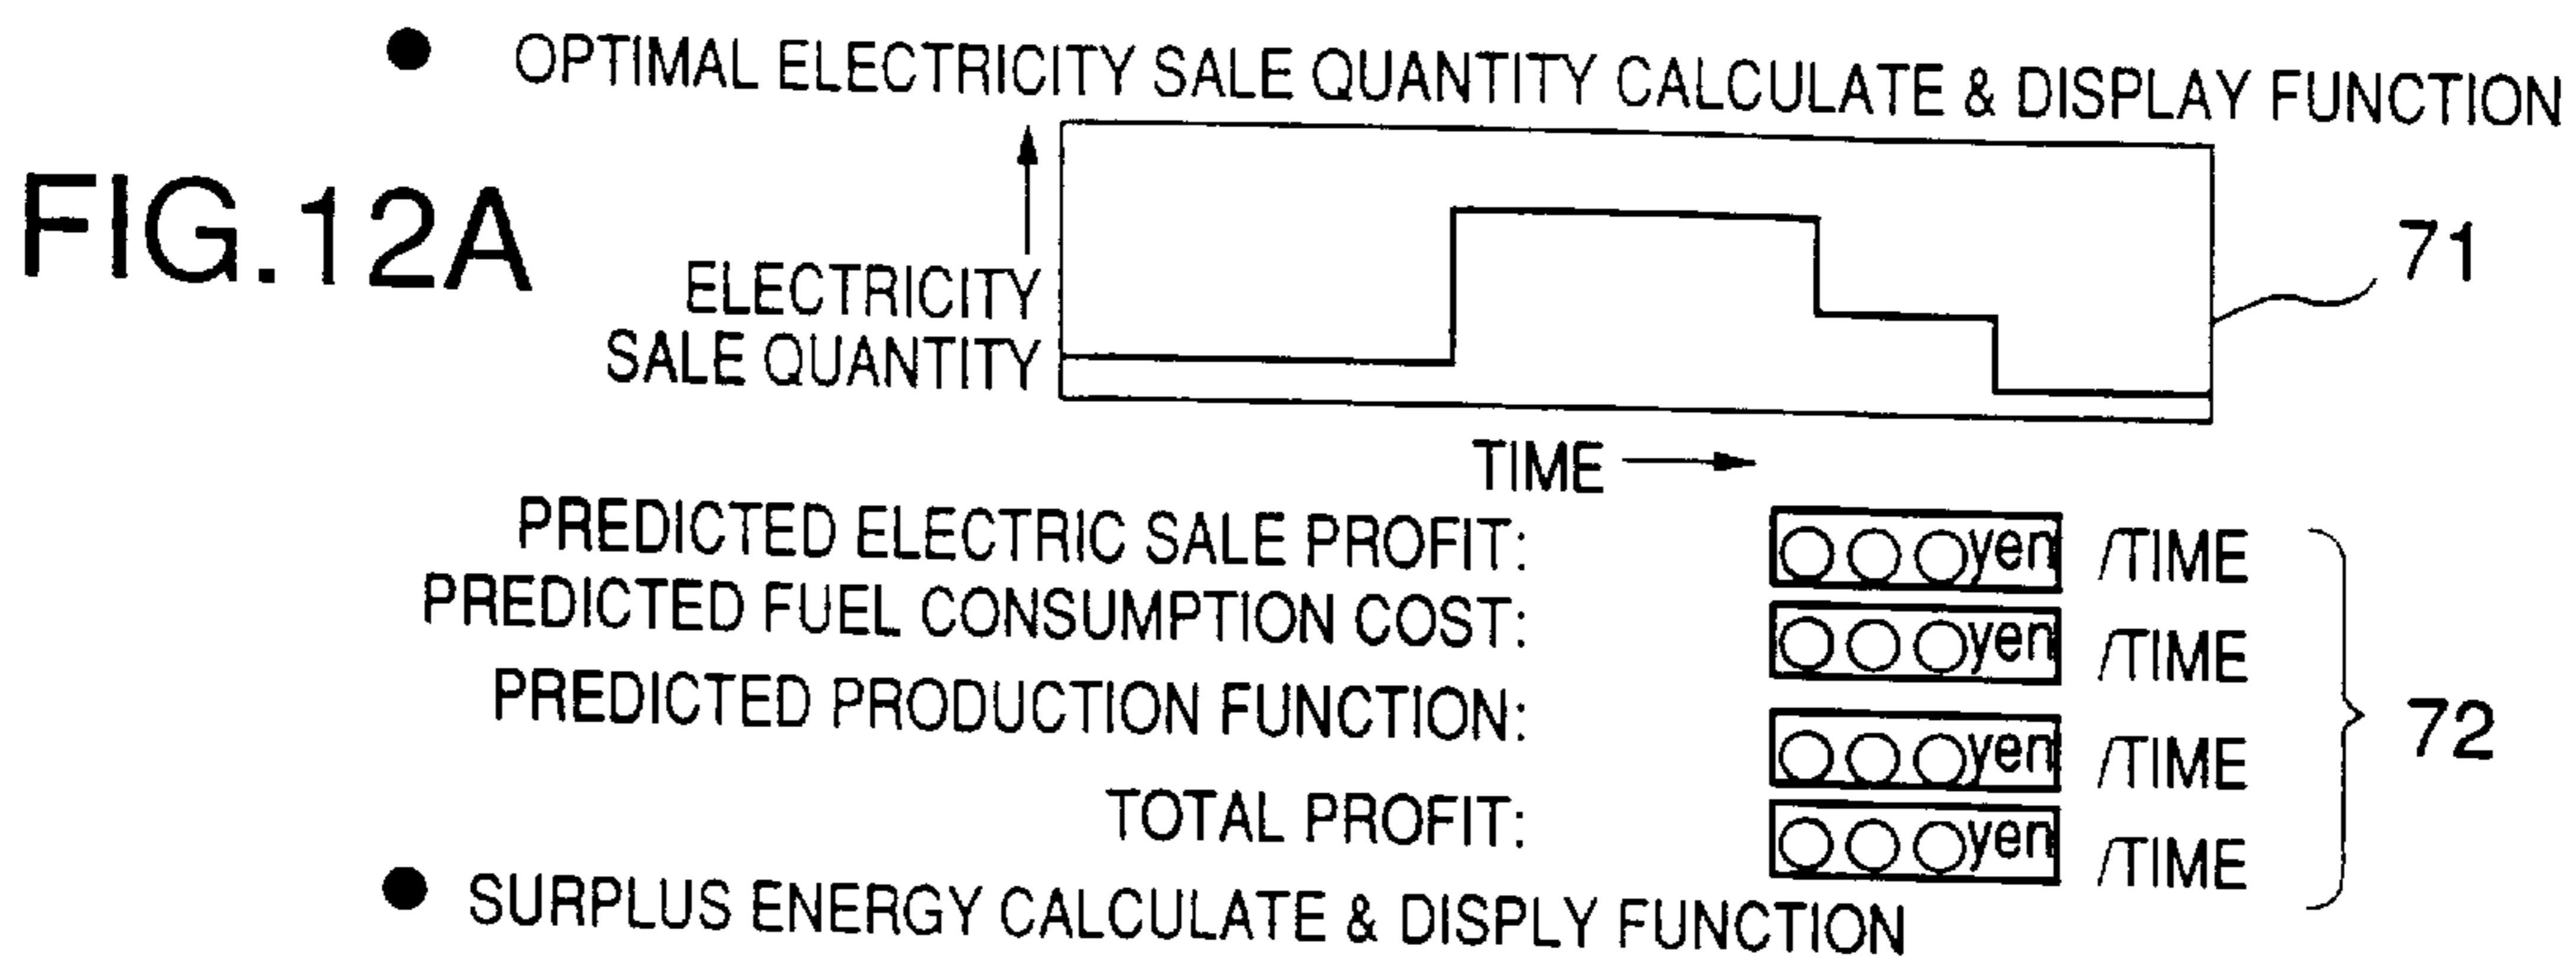 ● OPTIMAL ELECTRICITY SALE QUANTITY CALCULATE & DISPLAY FUNCTION
FIG.12A
ELECTRICITY
SALE QUANTITY
71
TIME
PREDICTED ELECTRIC SALE PROFIT: ○○○yen /TIME
PREDICTED FUEL CONSUMPTION COST: ○○○yen /TIME
PREDICTED PRODUCTION FUNCTION: ○○○yen /TIME
TOTAL PROFIT: ○○○yen /TIME
72
● SURPLUS ENERGY CALCULATE & DISPLY FUNCTION